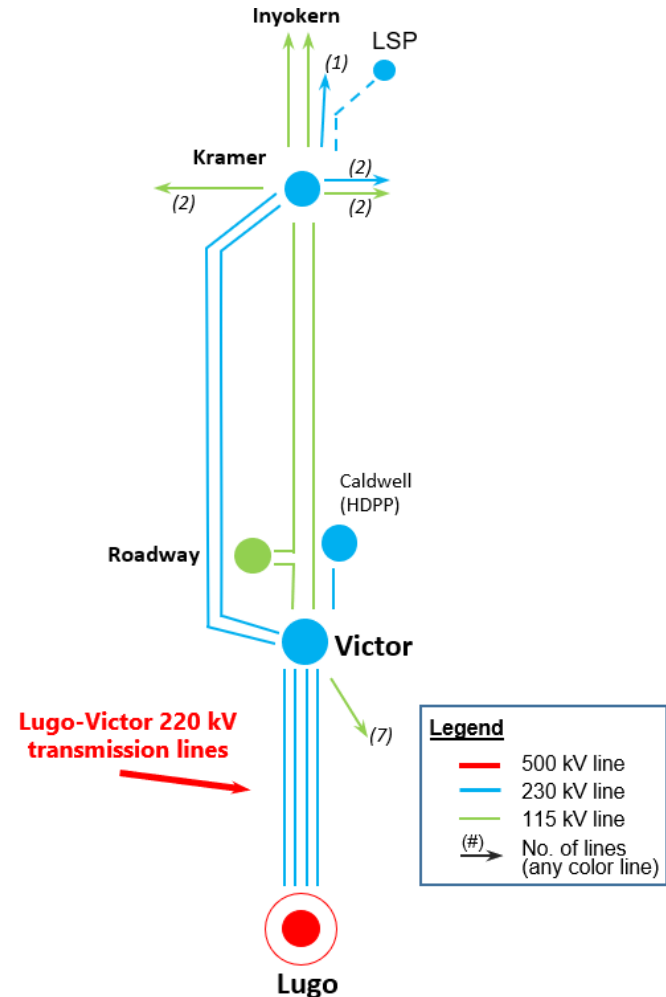 Inyokern
LSP
(1)
Kramer
(2)
(2)
(2)
Caldwell
(HDPP)
Roadway
Victor
Lugo-Victor 220 kV
transmission lines
(7)
Legend
500 kV line
230 kV line
115 kV line
(#)
No. of lines
(any color line)
Lugo